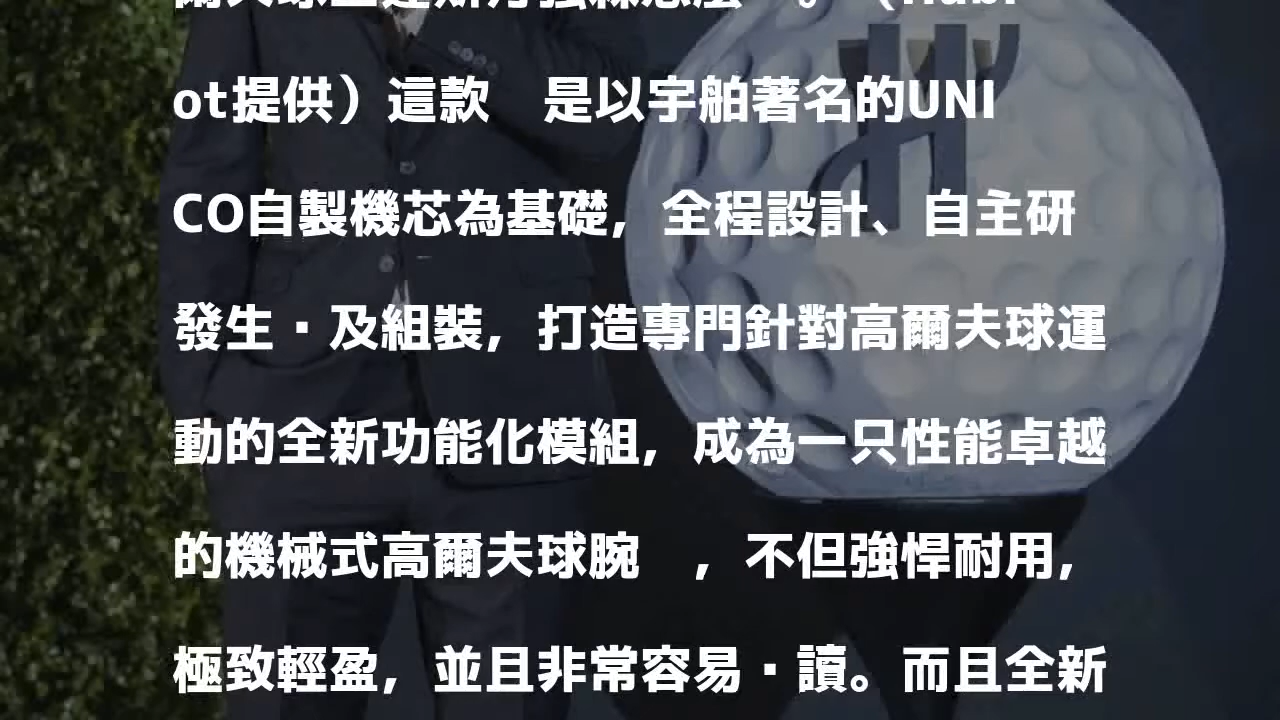 ot提供）這款 是以宇舶著名的UNI
CO自製機芯為基礎，全程設計、自主研
發生·及組裝，打造專門針對高爾夫球運
動的全新功能化模組，成為一只性能卓越
的機械式高爾夫球腕 ，不但強悍耐用，
極致輕盈，並且非常容易·讀。而且全新